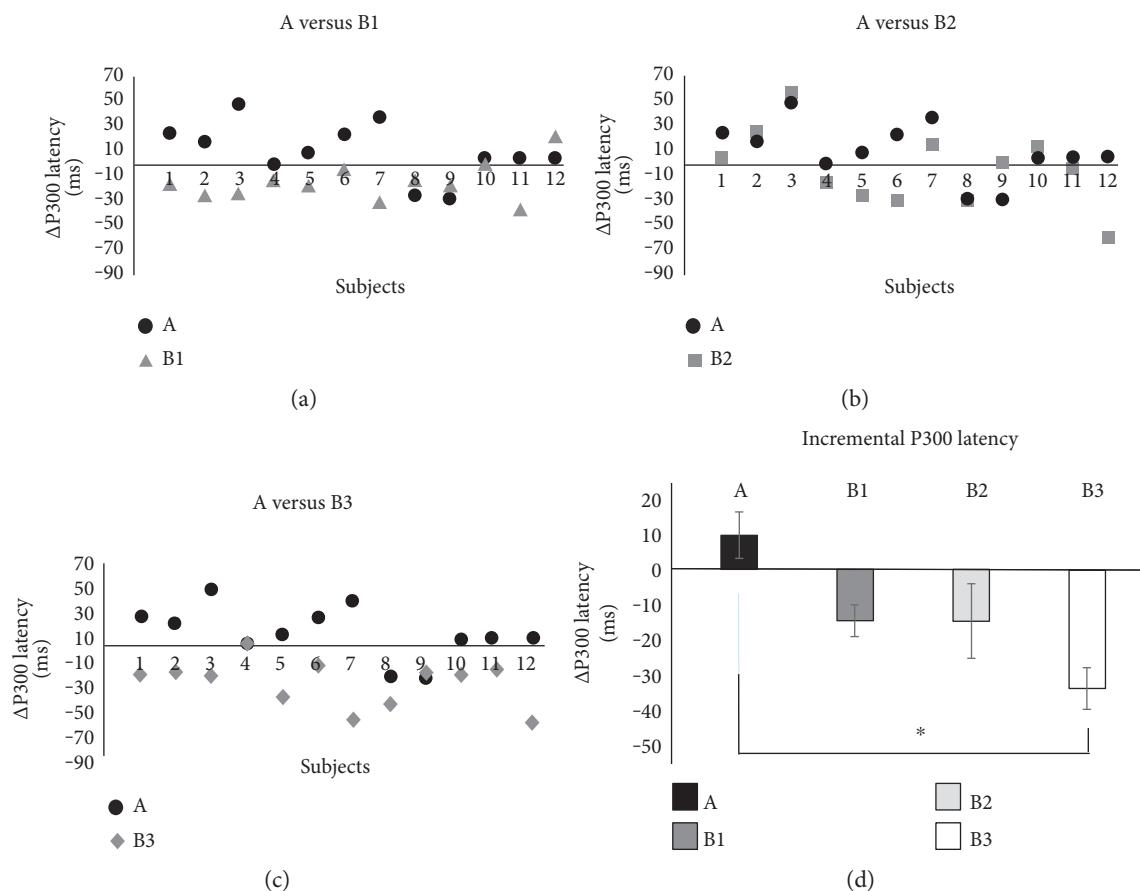 A versus B1
70
50
30
10
−10
−30
−50
−70
−90
ΔP300 latency
(ms)
1 2 3 4 5 6 7 8 9 10 11 12
Subjects
A
B1
(a)
A versus B2
70
50
30
10
−10
−30
−50
−70
−90
ΔP300 latency
(ms)
1 2 3 4 5 6 7 8 9 10 11 12
Subjects
A
B2
(b)
A versus B3
70
50
30
10
−10
−30
−50
−70
−90
ΔP300 latency
(ms)
1 2 3 4 5 6 7 8 9 10 11 12
Subjects
A
B3
(c)
Incremental P300 latency
A B1 B2 B3
20
10
0
−10
−20
−30
−40
−50
ΔP300 latency
(ms)
*
A B2
B1 B3
(d)